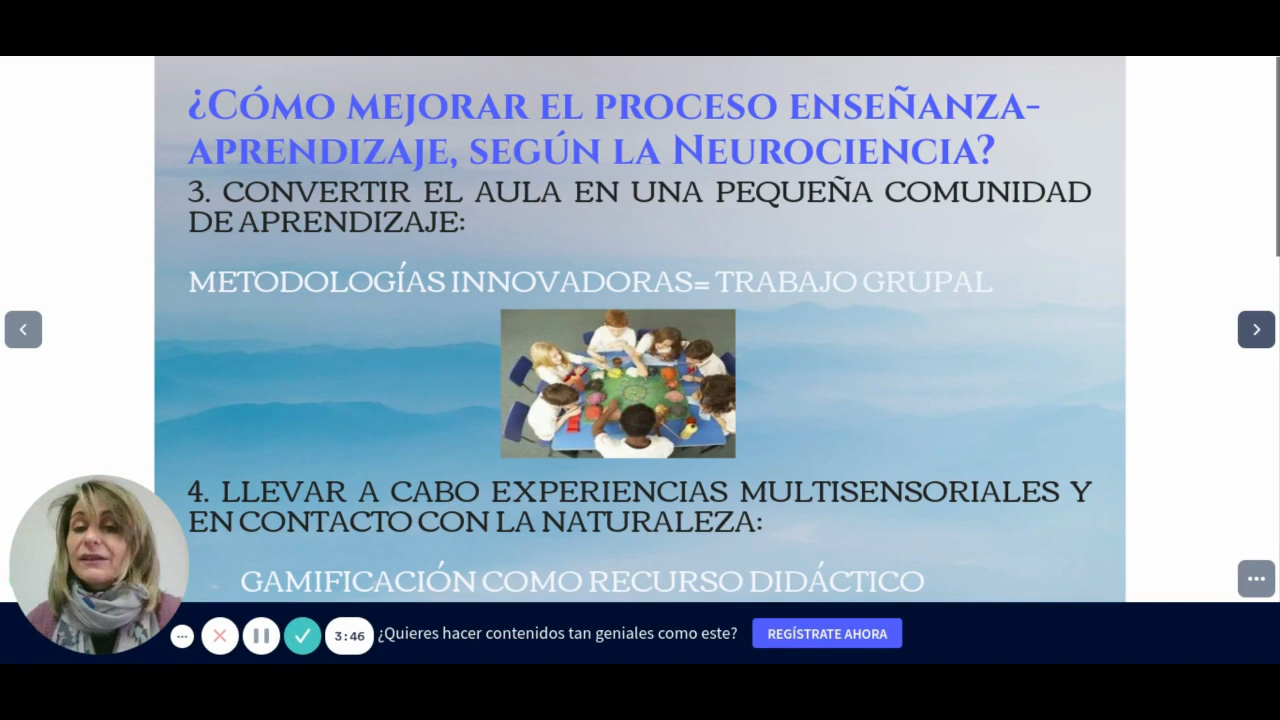 ¿Cómo mejorar el proceso enseñanza-
aprendizaje, según la Neurociencia?
3. CONVERTIR EL AULA EN UNA PEQUEÑA COMUNIDAD
DE APRENDIZAJE:
METODOLOGÍAS INNOVADORAS= TRABAJO GRUPAL
4. LLEVAR A CABO EXPERIENCIAS MULTISENSORIALES Y
EN CONTACTO CON LA NATURALEZA:
GAMIFICACIÓN COMO RECURSO DIDÁCTICO
3:46
¿Quieres hacer contenidos tan geniales como este?
REGÍSTRATE AHORA